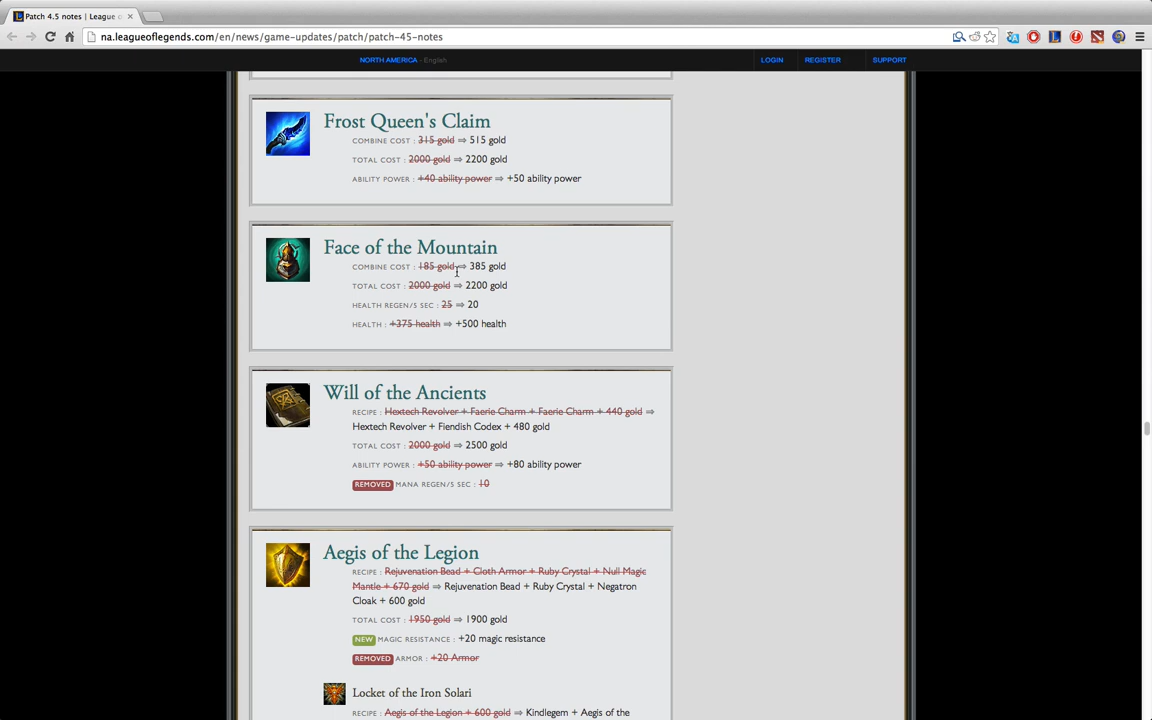 Patch 4.5 notes | League o
na.leagueoflegends.com/en/news/game-updates/patch/patch-45-notes
NORTH AMERICA - English LOGIN REGISTER SUPPORT
Frost Queen's Claim
COMBINE COST : 315 gold ⇒ 515 gold
TOTAL COST : 2000 gold ⇒ 2200 gold
ABILITY POWER : +40 ability power ⇒ +50 ability power
Face of the Mountain
COMBINE COST : 185 gold ⇒ 385 gold
TOTAL COST : 2000 gold ⇒ 2200 gold
HEALTH REGEN/5 SEC : 25 ⇒ 20
HEALTH : +375 health ⇒ +500 health
Will of the Ancients
RECIPE : Hextech Revolver + Faerie Charm + Faerie Charm + 440 gold ⇒
Hextech Revolver + Fiendish Codex + 480 gold
TOTAL COST : 2000 gold ⇒ 2500 gold
ABILITY POWER : +50 ability power ⇒ +80 ability power
REMOVED MANA REGEN/5 SEC : 10
Aegis of the Legion
RECIPE : Rejuvenation Bead + Cloth Armor + Ruby Crystal + Null Magic
Mantle + 670 gold ⇒ Rejuvenation Bead + Ruby Crystal + Negatron
Cloak + 600 gold
TOTAL COST : 1950 gold ⇒ 1900 gold
NEW MAGIC RESISTANCE : +20 magic resistance
REMOVED ARMOR : +20 Armor
Locket of the Iron Solari
RECIPE : Aegis of the Legion + 600 gold ⇒ Kindlegem + Aegis of the